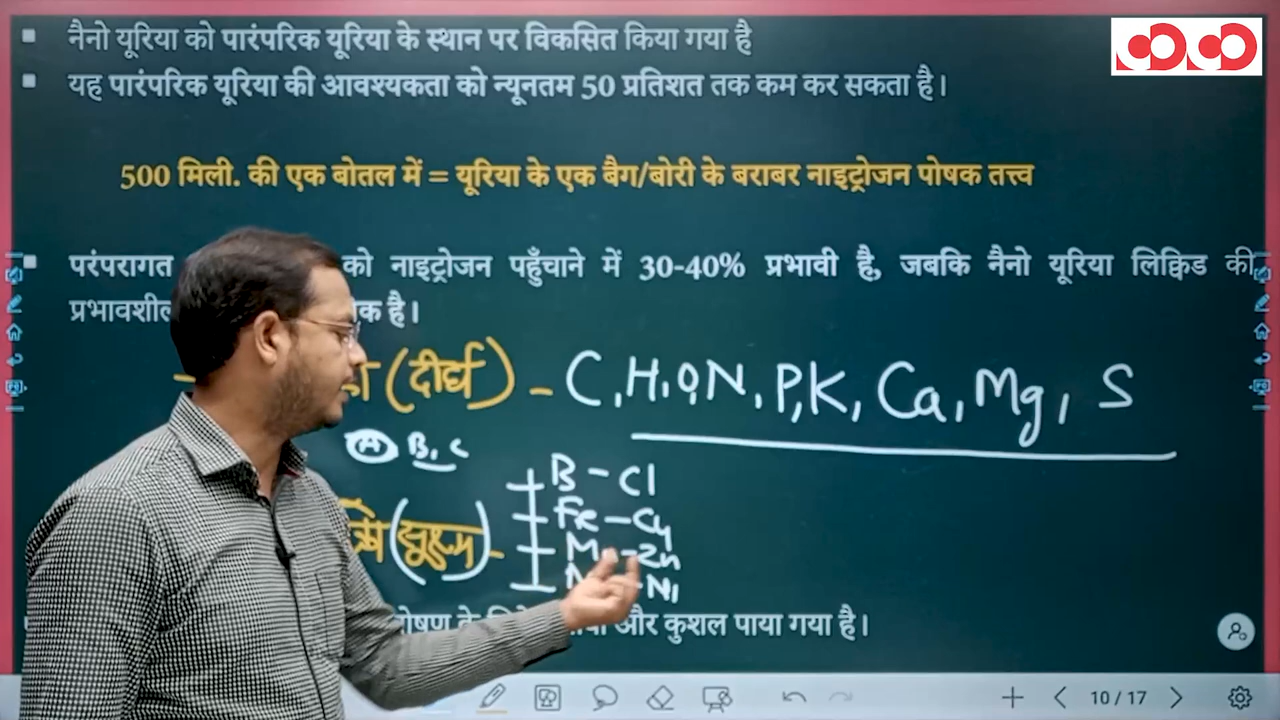 नैनो यूरिया को पारंपरिक यूरिया के स्थान पर विकसित किया गया है
यह पारंपरिक यूरिया की आवश्यकता को न्यूनतम 50 प्रतिशत तक कम कर सकता है।
500 मिली. की एक बोतल में = यूरिया के एक बैग/बोरी के बराबर नाइट्रोजन पोषक तत्त्व
परंपरागत को नाइट्रोजन पहुँचाने में 30-40% प्रभावी है, जबकि नैनो यूरिया लिक्विड की
है।
(दीर्घ) - C, H, O, N, P, K, Ca, Mg, S
B, C
B - Cl
Fe - Cu
- Zn
(सूक्ष्म) -
- Ni
और कुशल पाया गया है।
10 / 17